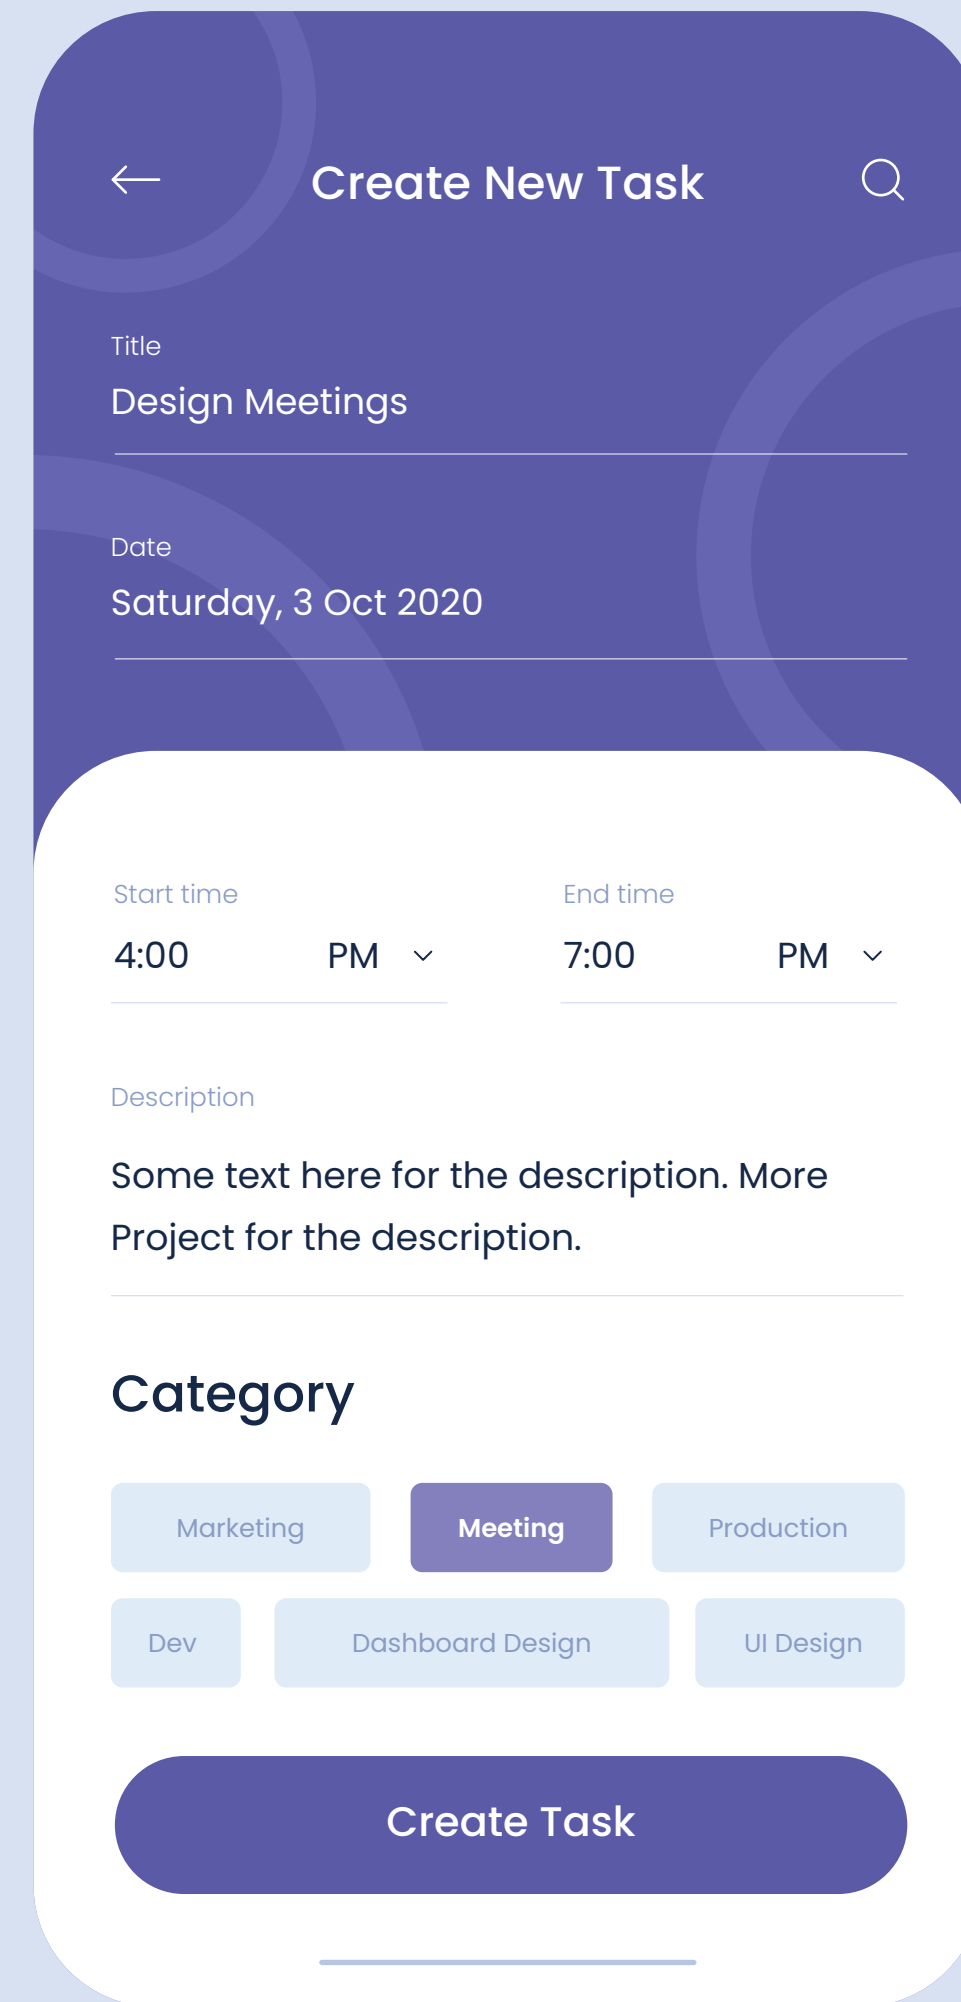 Create New Task
Title
Design Meetings
Date
Saturday, 3 Oct 2020
Start time
End time
4:00 PM
7:00 PM
Description
Some text here for the description. More
Project for the description.
Category
Marketing
Meeting
Production
Dev
Dashboard Design
UI Design
Create Task